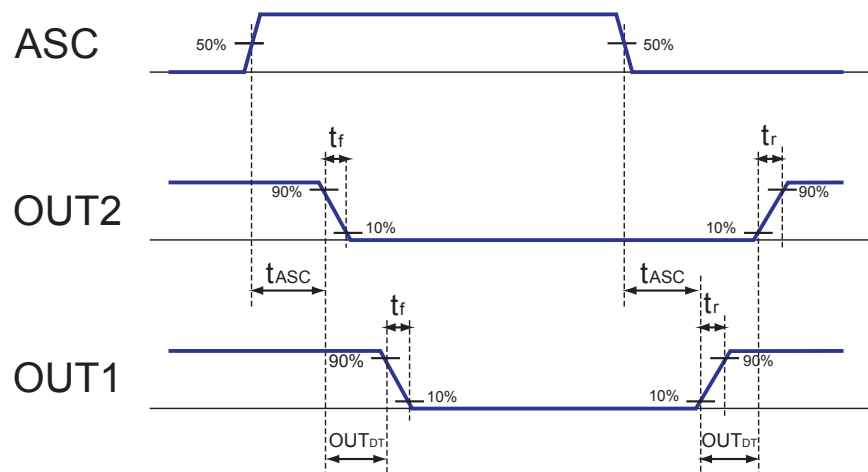 ASC
50%
50%
tf
tr
OUT2
90%
10%
10%
90%
tASC
tASC
tf
tr
OUT1
90%
10%
10%
90%
OUTDT
OUTDT